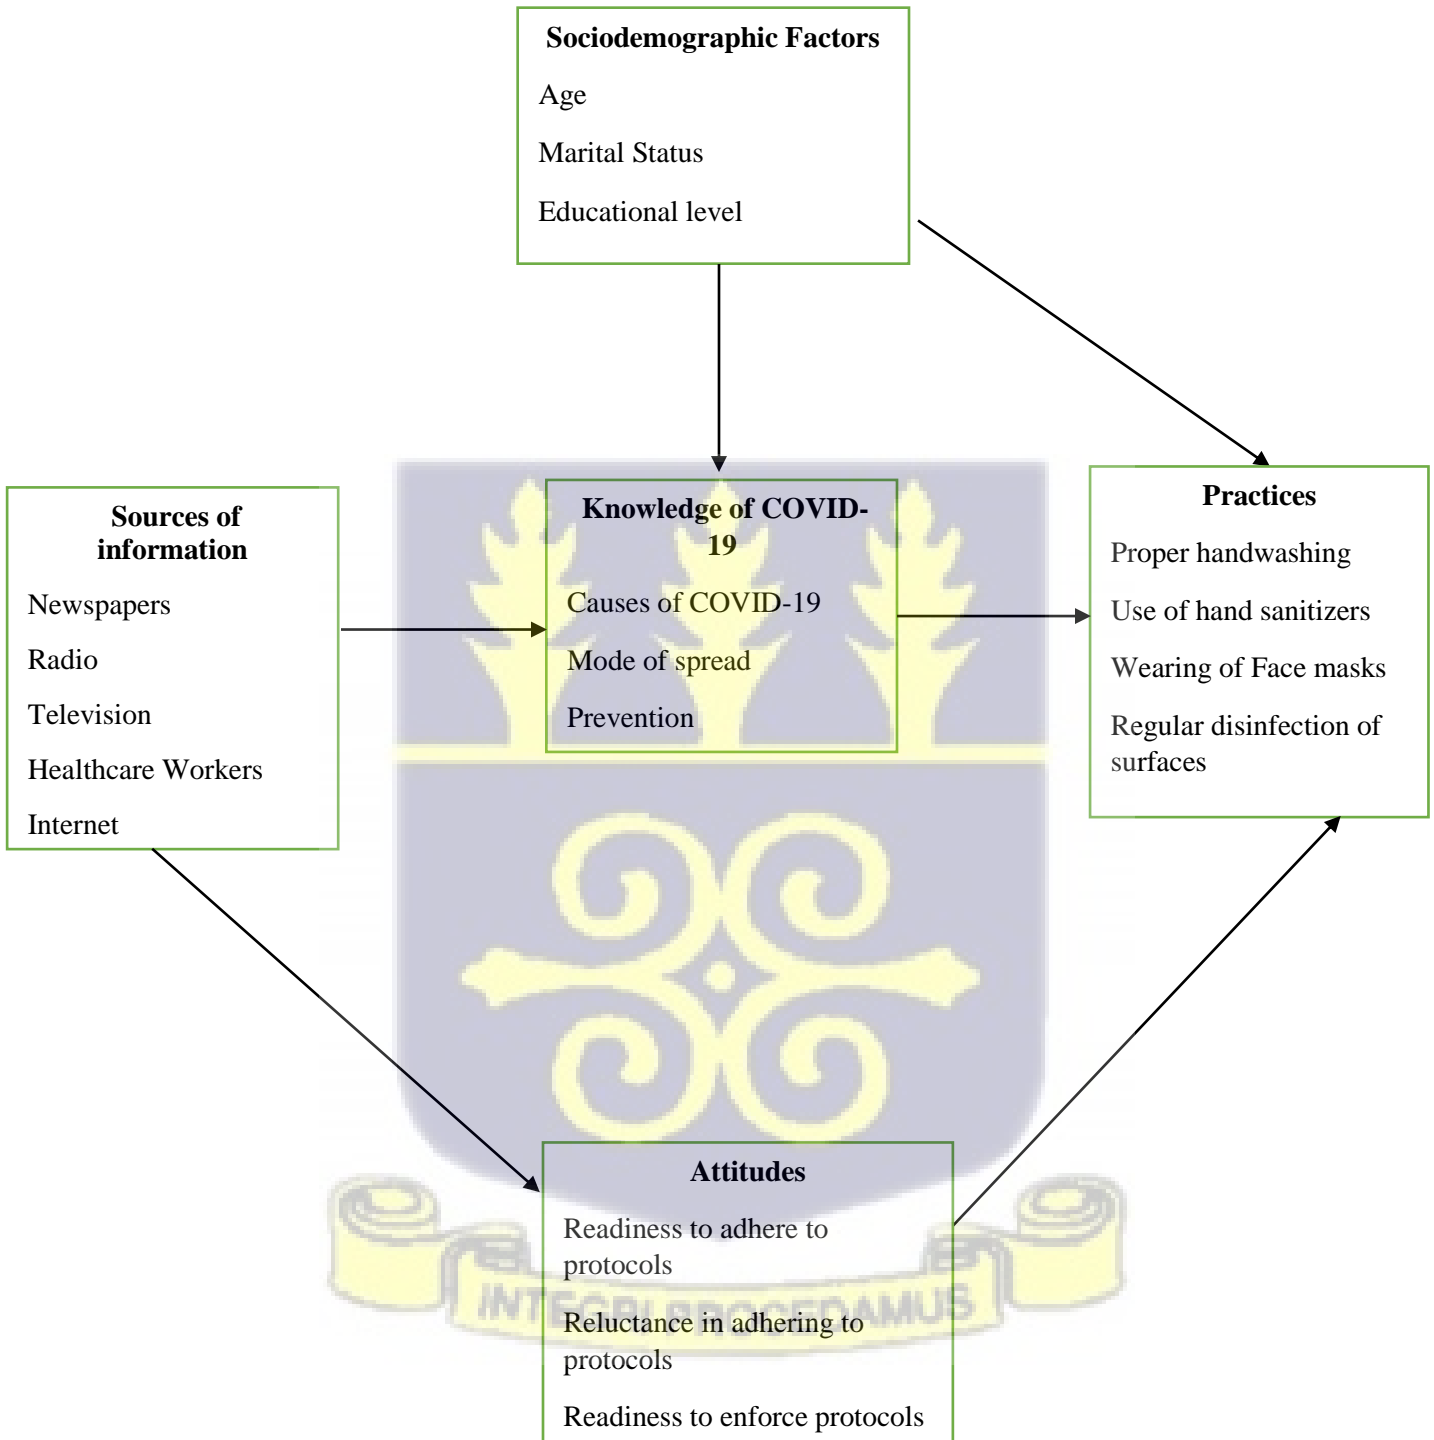 Sociodemographic Factors
Age
Marital Status
Educational level
Sources of
information
Newspapers
Radio
Television
Healthcare Workers
Internet
Knowledge of COVID-
19
Causes of COVID-19
Mode of spread
Prevention
Practices
Proper handwashing
Use of hand sanitizers
Wearing of Face masks
Regular disinfection of
surfaces
Attitudes
Readiness to adhere to
protocols
Reluctance in adhering to
protocols
Readiness to enforce protocols
INTEGRI PROCEDAMUS